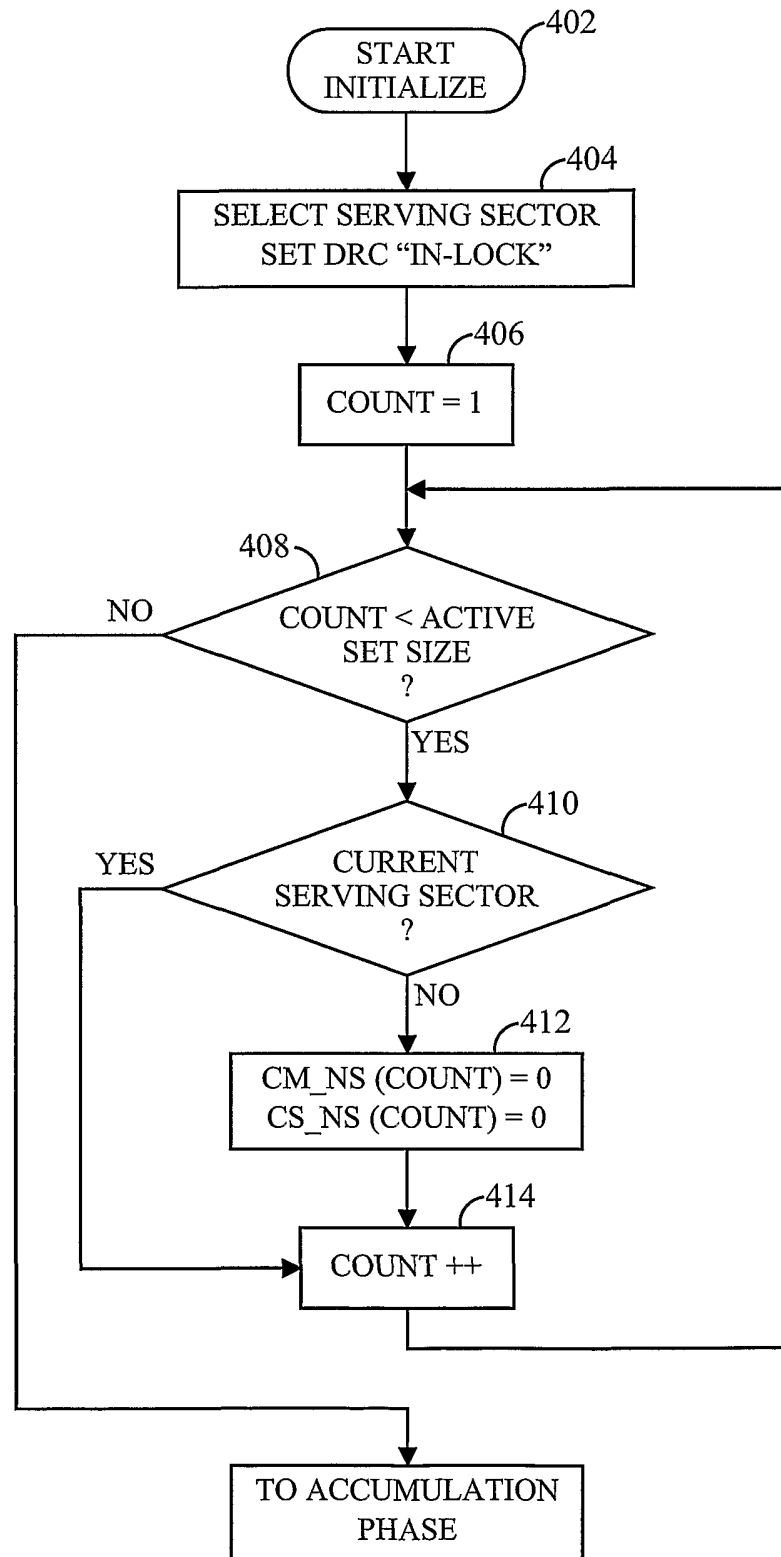 402
START
INITIALIZE
404
SELECT SERVING SECTOR
SET DRC “IN-LOCK”
406
COUNT = 1
408
NO
COUNT < ACTIVE
SET SIZE
?
YES
410
YES
CURRENT
SERVING SECTOR
?
NO
412
CM_NS (COUNT) = 0
CS_NS (COUNT) = 0
414
COUNT ++
TO ACCUMULATION
PHASE